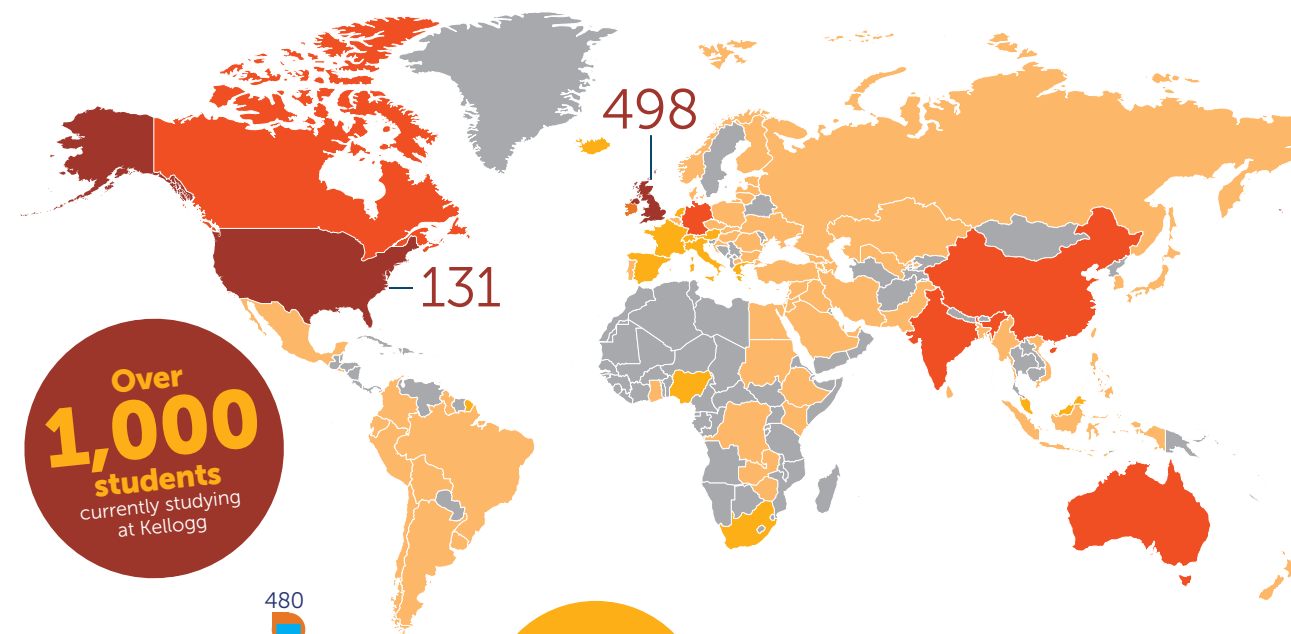 498
131
Over
1,000
students
currently studying
at Kellogg
480